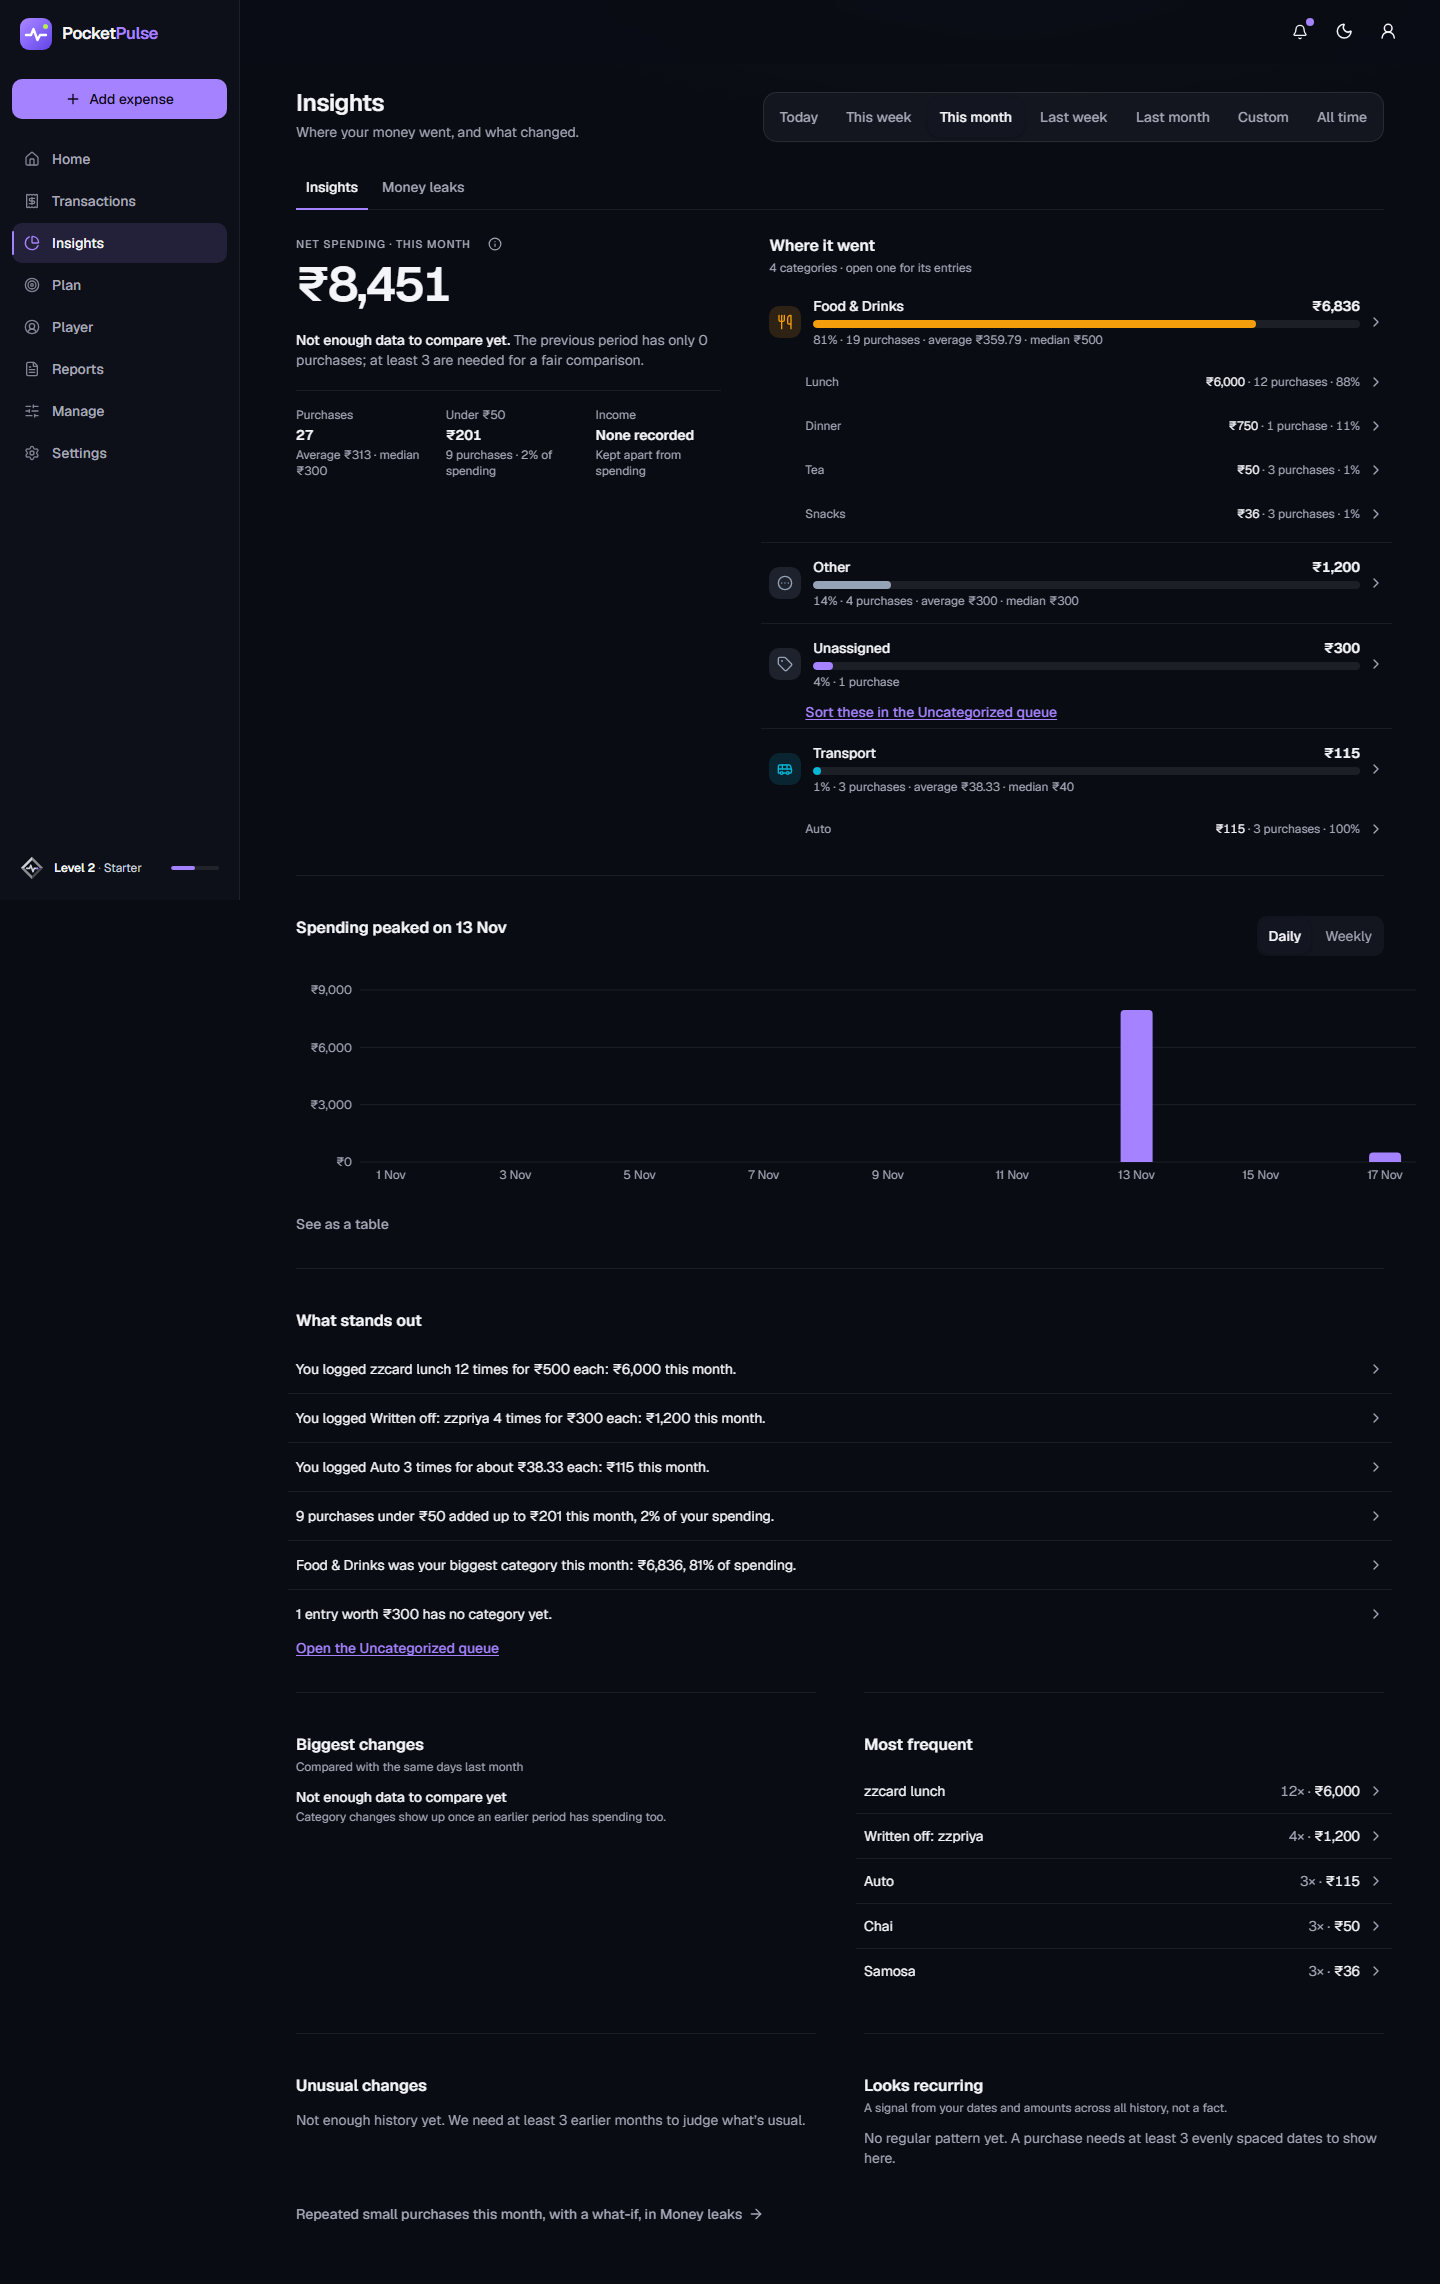 PocketPulse
Add expense
Home
Transactions
Insights
Plan
Player
Reports
Manage
Settings
Level 2 · Starter
Insights
Where your money went, and what changed.
Today
This week
This month
Last week
Last month
Custom
All time
Insights
Money leaks
NET SPENDING · THIS MONTH
₹8,451
Not enough data to compare yet. The previous period has only 0
purchases; at least 3 are needed for a fair comparison.
Purchases
27
Average ₹313 · median
₹300
Under ₹50
₹201
9 purchases · 2% of
spending
Income
None recorded
Kept apart from
spending
Where it went
4 categories · open one for its entries
Food & Drinks
₹6,836
81% · 19 purchases · average ₹359.79 · median ₹500
Lunch
₹6,000 · 12 purchases · 88%
Dinner
₹750 · 1 purchase · 11%
Tea
₹50 · 3 purchases · 1%
Snacks
₹36 · 3 purchases · 1%
Other
₹1,200
14% · 4 purchases · average ₹300 · median ₹300
Unassigned
₹300
4% · 1 purchase
Sort these in the Uncategorized queue
Transport
₹115
1% · 3 purchases · average ₹38.33 · median ₹40
Auto
₹115 · 3 purchases · 100%
Spending peaked on 13 Nov
Daily
Weekly
₹9,000
₹6,000
₹3,000
₹0
1 Nov
3 Nov
5 Nov
7 Nov
9 Nov
11 Nov
13 Nov
15 Nov
17 Nov
See as a table
What stands out
You logged zzcard lunch 12 times for ₹500 each: ₹6,000 this month.
You logged Written off: zzpriya 4 times for ₹300 each: ₹1,200 this month.
You logged Auto 3 times for about ₹38.33 each: ₹115 this month.
9 purchases under ₹50 added up to ₹201 this month, 2% of your spending.
Food & Drinks was your biggest category this month: ₹6,836, 81% of spending.
1 entry worth ₹300 has no category yet.
Open the Uncategorized queue
Biggest changes
Compared with the same days last month
Not enough data to compare yet
Category changes show up once an earlier period has spending too.
Most frequent
zzcard lunch
12× · ₹6,000
Written off: zzpriya
4× · ₹1,200
Auto
3× · ₹115
Chai
3× · ₹50
Samosa
3× · ₹36
Unusual changes
Not enough history yet. We need at least 3 earlier months to judge what's usual.
Looks recurring
A signal from your dates and amounts across all history, not a fact.
No regular pattern yet. A purchase needs at least 3 evenly spaced dates to show
here.
Repeated small purchases this month, with a what-if, in Money leaks →